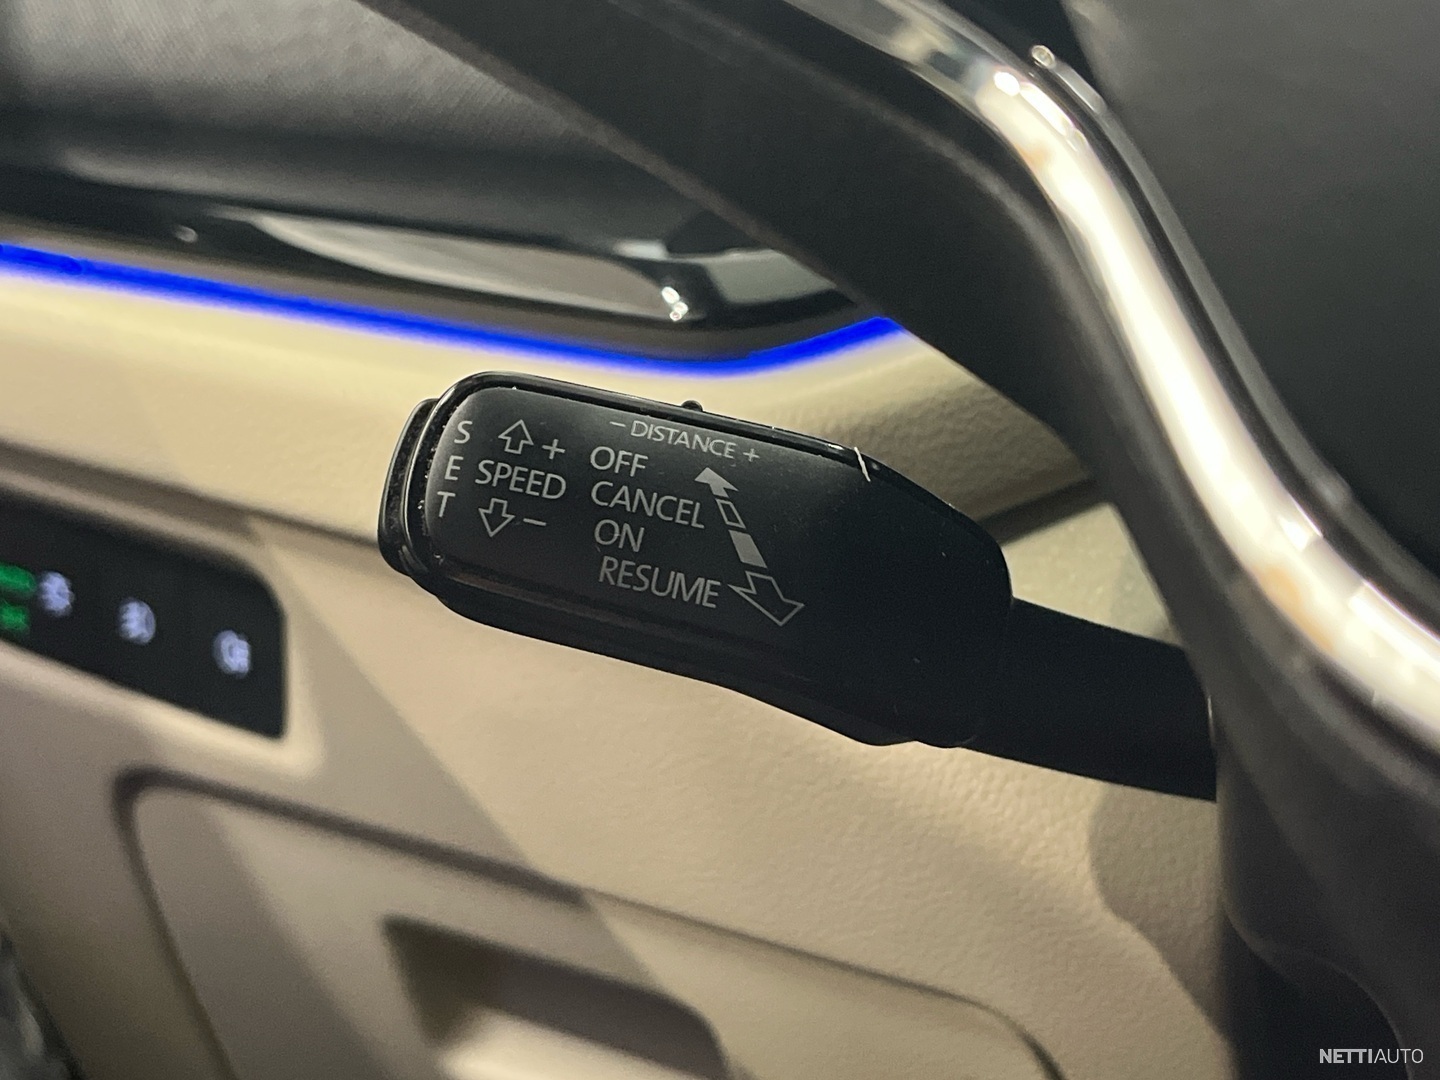 – DISTANCE +
S
E
T
+
SPEED
–
OFF
CANCEL
ON
RESUME
NETTIAUTO